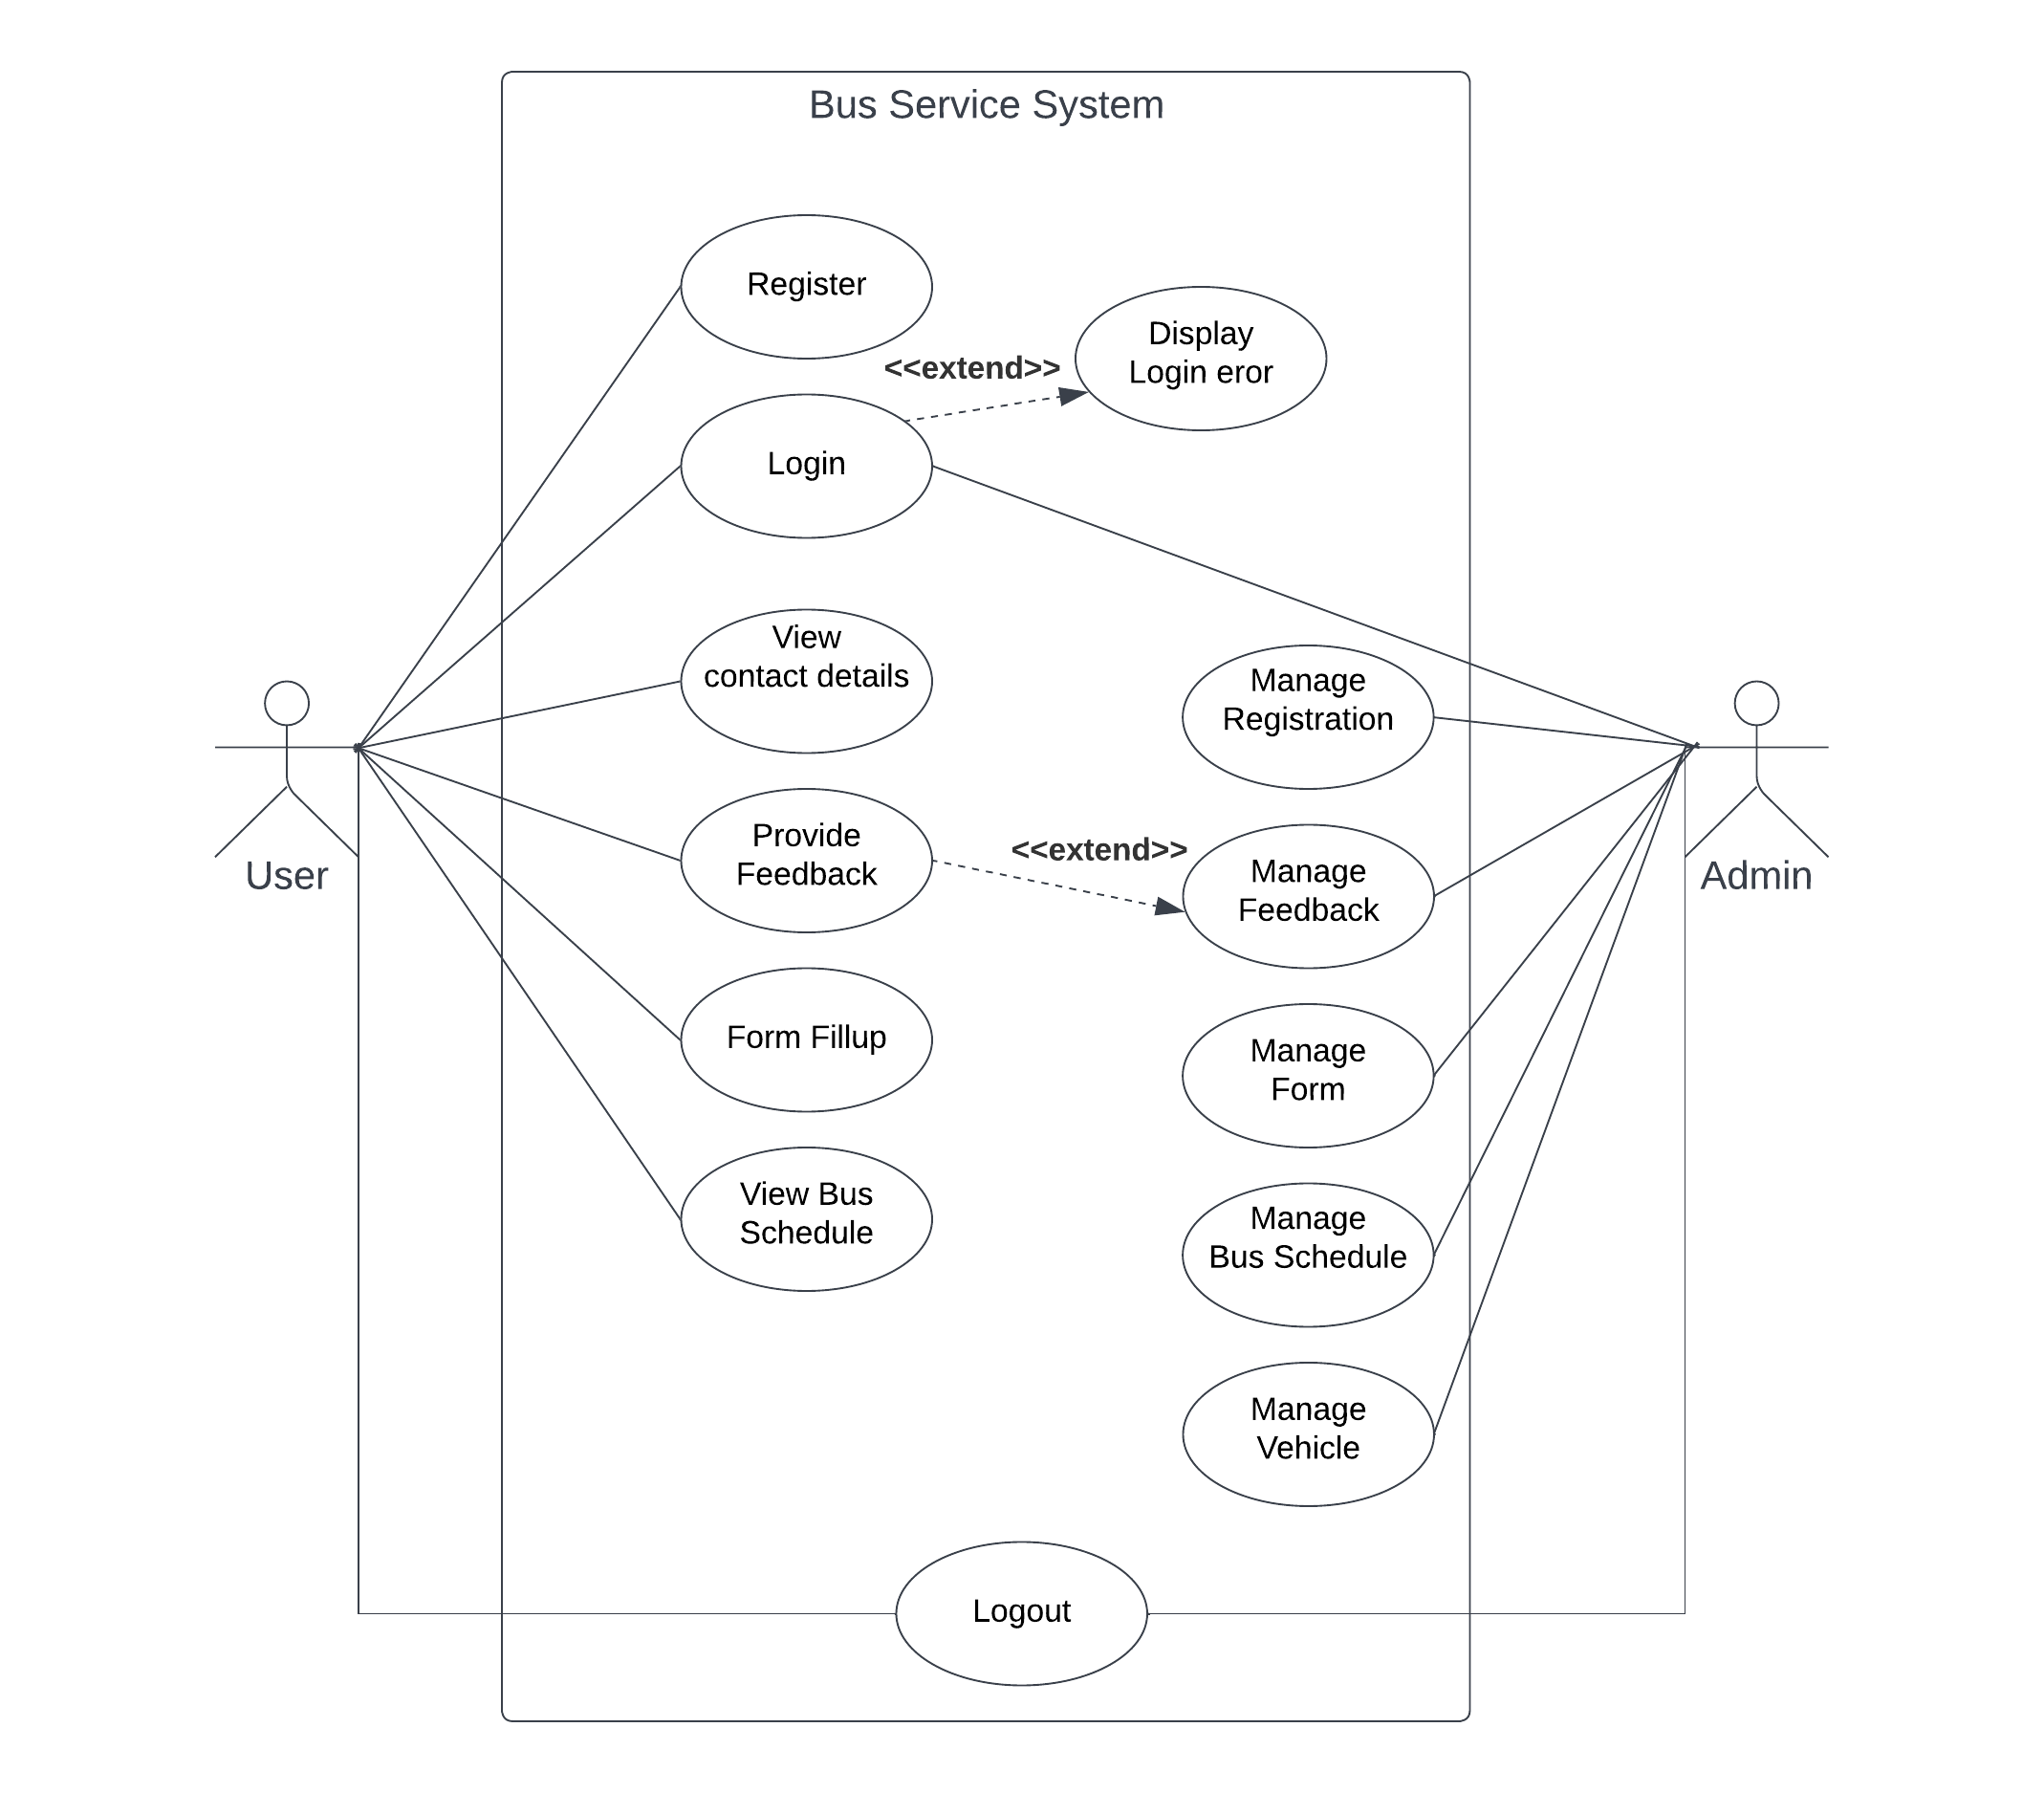 Bus Service System
Register
Display
Login eror
<<extend>>
Login
View
contact details
Manage
Registration
User
Admin
Provide
Feedback
<<extend>>
Manage
Feedback
Form Fillup
Manage
Form
View Bus
Schedule
Manage
Bus Schedule
Manage
Vehicle
Logout